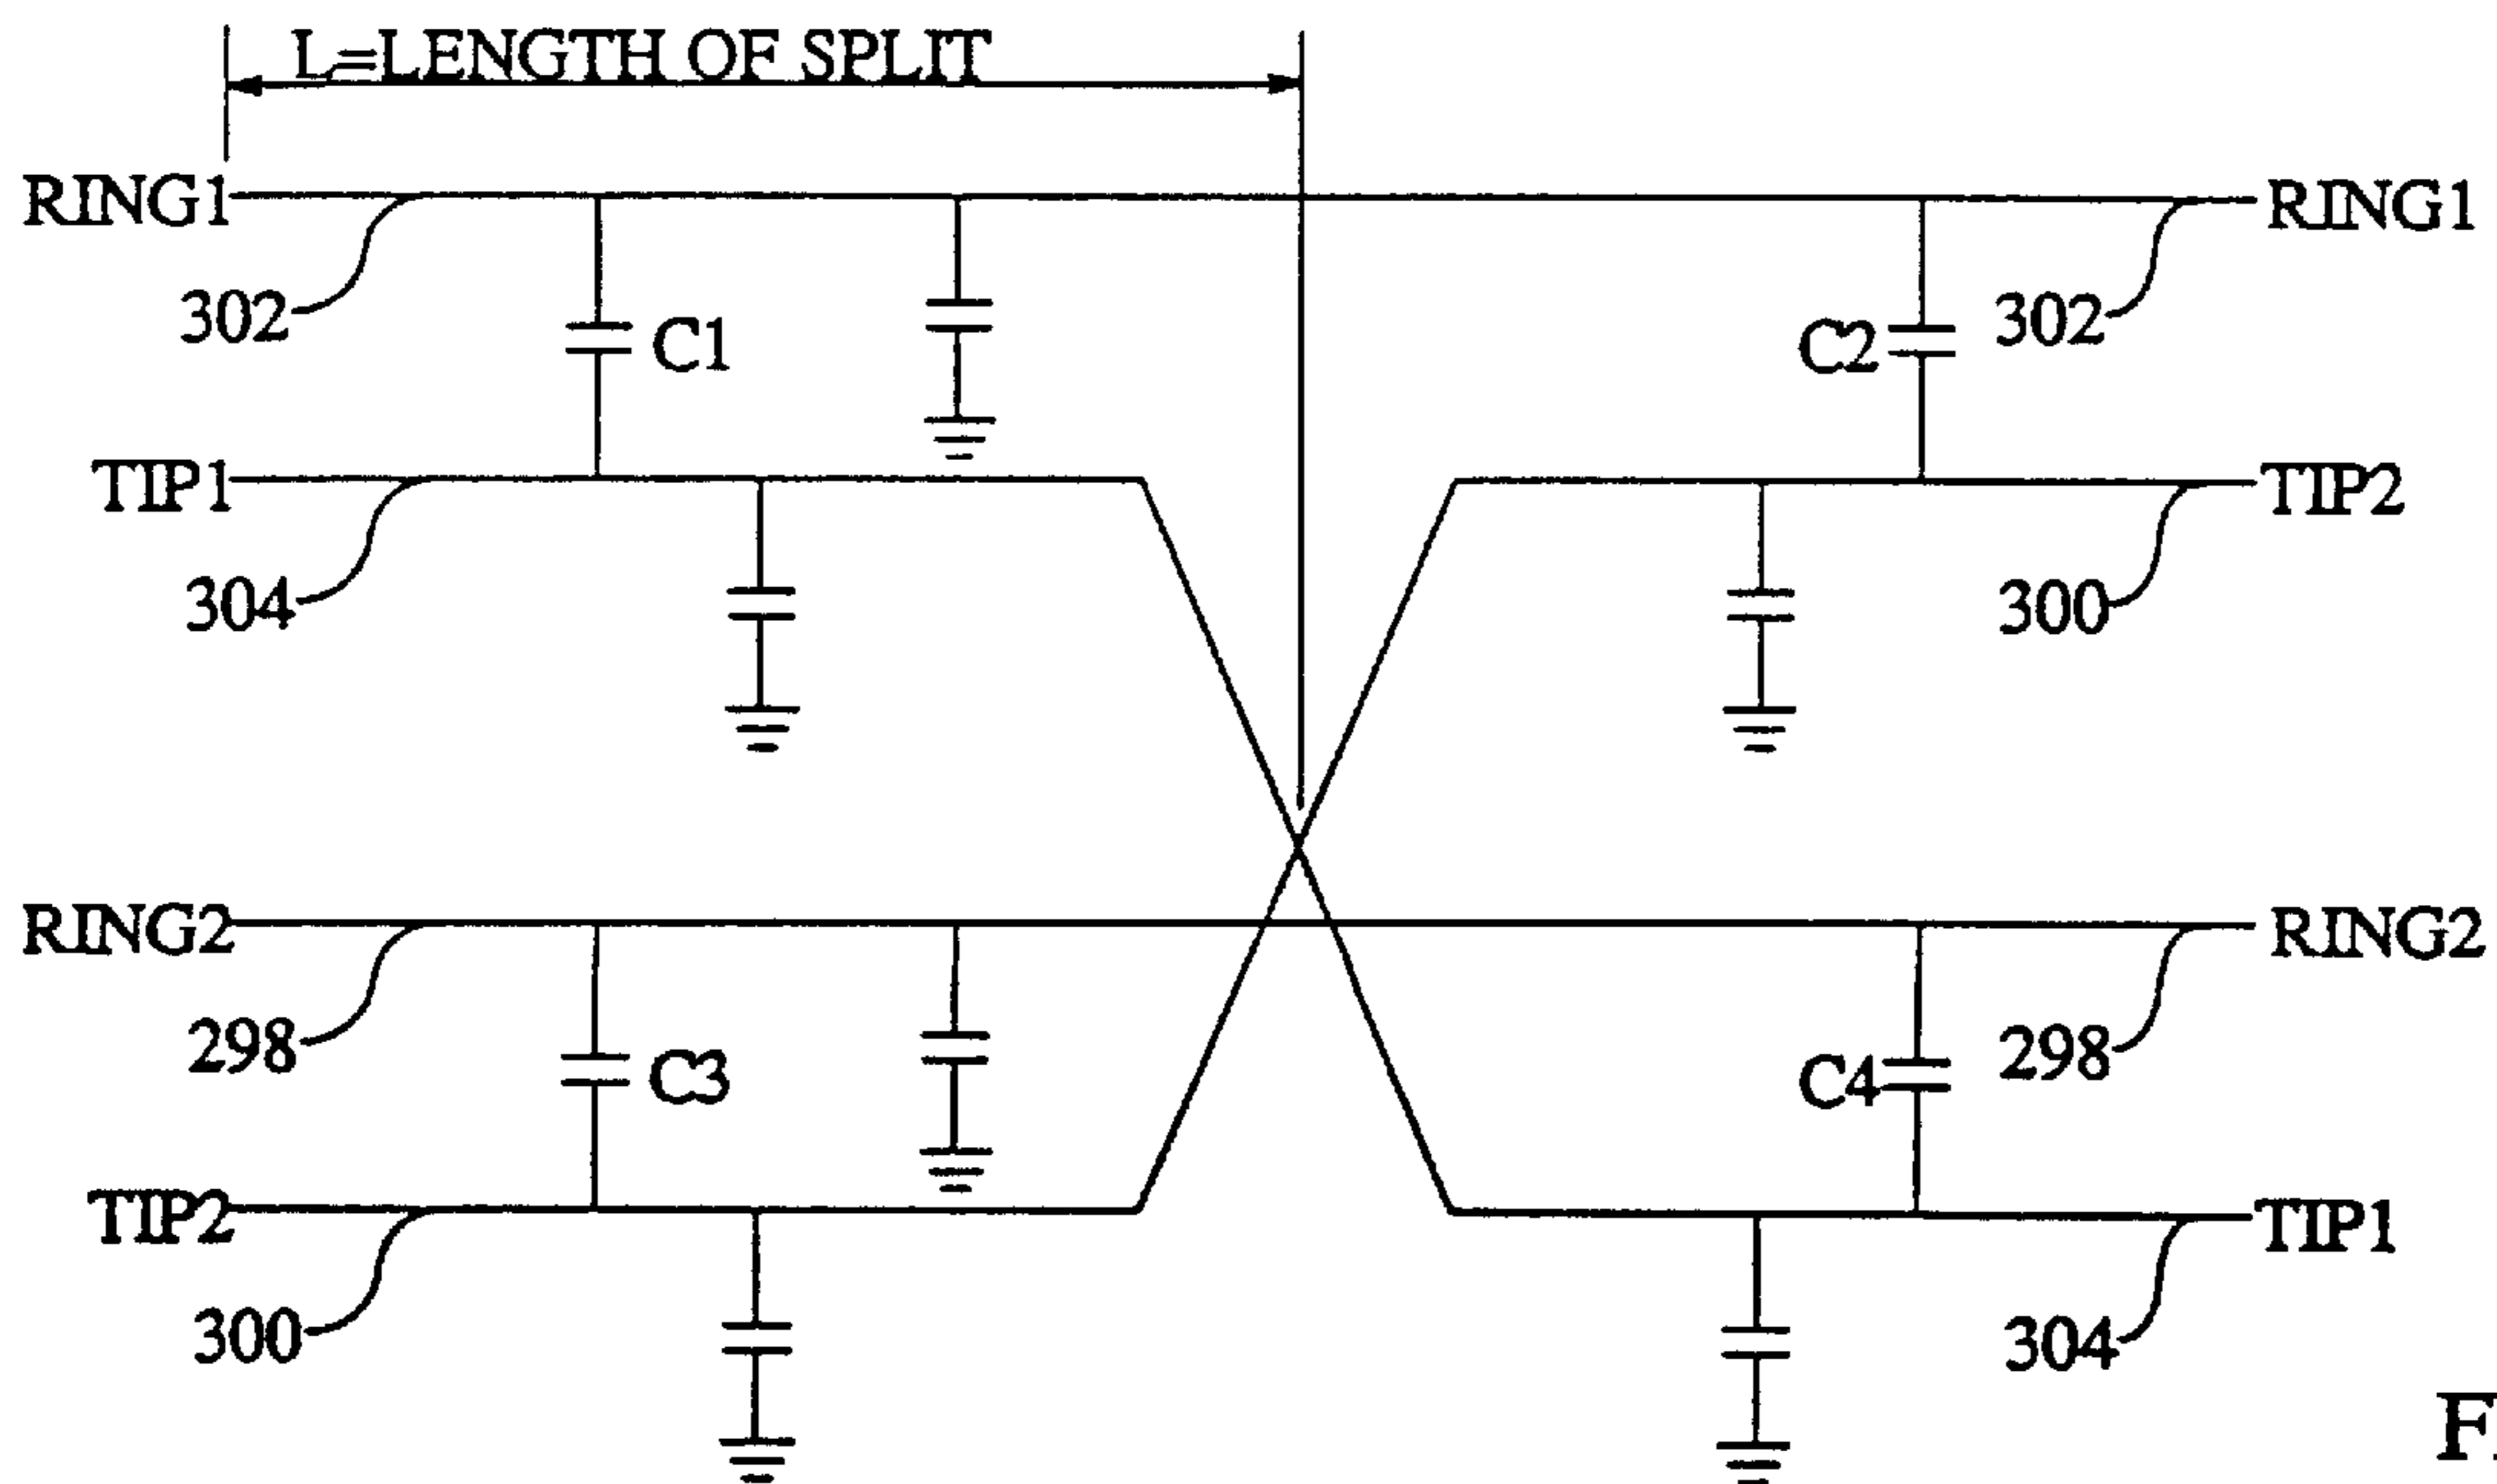 L=LENGTH OF SPLIT
RING1
RING1
302
302
C1
C2
TIP1
TIP2
304
300
RING2
RING2
298
298
C3
C4
TIP2
TIP1
300
304